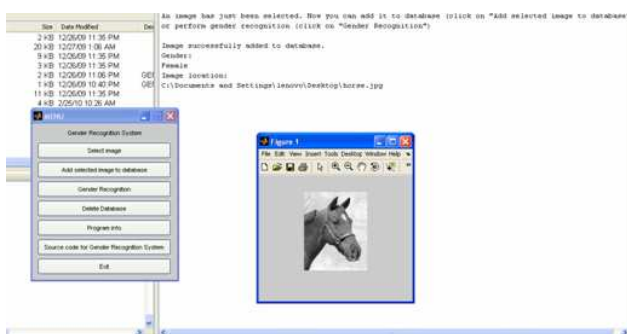 An image has just been selected. Now you can add it to database (click on "Add selected image to database"
or perform gender recognition (click on "Gender Recognition")
Size Date Modified
2 KB 12/26/09 11:35 PM
20 KB 12/27/09 1:06 AM
9 KB 12/26/09 11:35 PM
3 KB 12/26/09 11:35 PM
2 KB 12/26/09 11:06 PM
1 KB 12/26/09 10:40 PM
11 KB 12/26/09 11:35 PM
4 KB 2/25/10 10:26 AM
Image successfully added to database.
Gender:
Female
Image location:
C:\Documents and Settings\lenovo\Desktop\horse.jpg
MENU
Gender Recognition System
Select image
Add selected image to database
Gender Recognition
Delete Database
Program info
Source code for Gender Recognition System
Exit
Figure 1
File Edit View Insert Tools Desktop Window Help